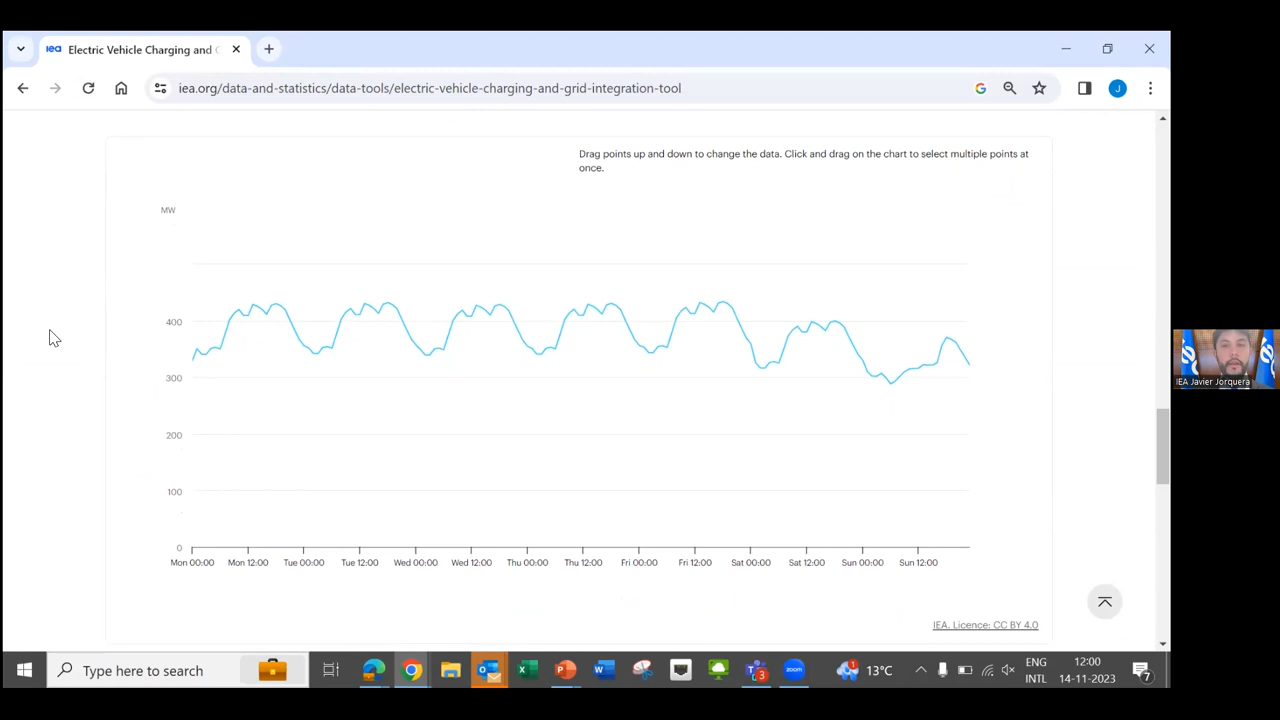 iea Electric Vehicle Charging and G
iea.org/data-and-statistics/data-tools/electric-vehicle-charging-and-grid-integration-tool
J
Drag points up and down to change the data. Click and drag on the chart to select multiple points at
once.
MW
400
300
200
100
0
Mon 00:00 Mon 12:00 Tue 00:00 Tue 12:00 Wed 00:00 Wed 12:00 Thu 00:00 Thu 12:00 Fri 00:00 Fri 12:00 Sat 00:00 Sat 12:00 Sun 00:00 Sun 12:00
IEA. Licence: CC BY 4.0
IEA Javier Jorquera
Type here to search
zoom
3
1
13°C
ENG
INTL
12:00
14-11-2023
7